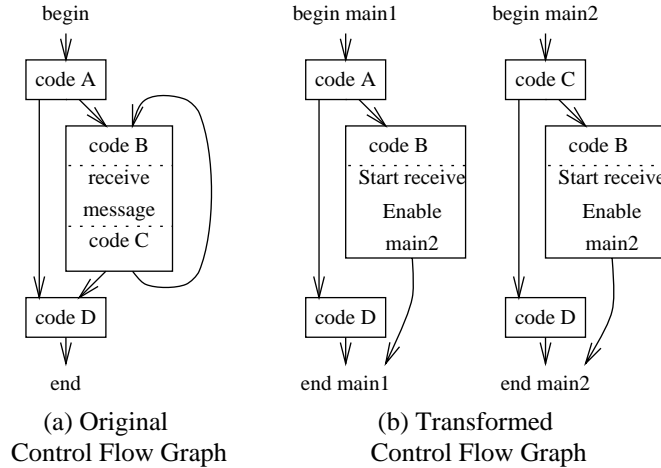 begin
code A
code B
receive
message
code C
code D
end
(a) Original
Control Flow Graph
begin main1
code A
code B
Start receive
Enable
main2
code D
end main1
begin main2
code C
code B
Start receive
Enable
main2
code D
end main2
(b) Transformed
Control Flow Graph